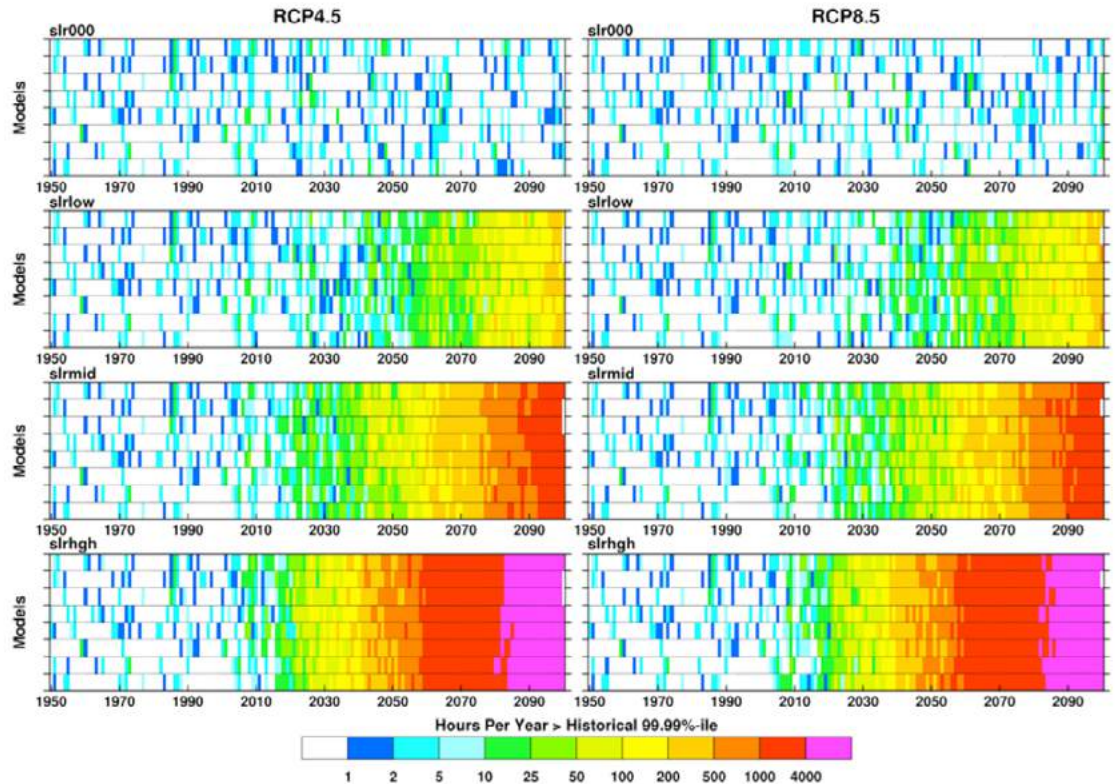 RCP4.5 RCP8.5
slr000 slr000
Models
1950 1970 1990 2010 2030 2050 2070 2090 1950 1970 1990 2010 2030 2050 2070 2090
slrlow slrlow
Models
1950 1970 1990 2010 2030 2050 2070 2090 1950 1970 1990 2010 2030 2050 2070 2090
slrmid slrmid
Models
1950 1970 1990 2010 2030 2050 2070 2090 1950 1970 1990 2010 2030 2050 2070 2090
slrhgh slrhgh
Models
1950 1970 1990 2010 2030 2050 2070 2090 1950 1970 1990 2010 2030 2050 2070 2090
Hours Per Year > Historical 99.99%-ile
1 2 5 10 25 50 100 200 500 1000 4000